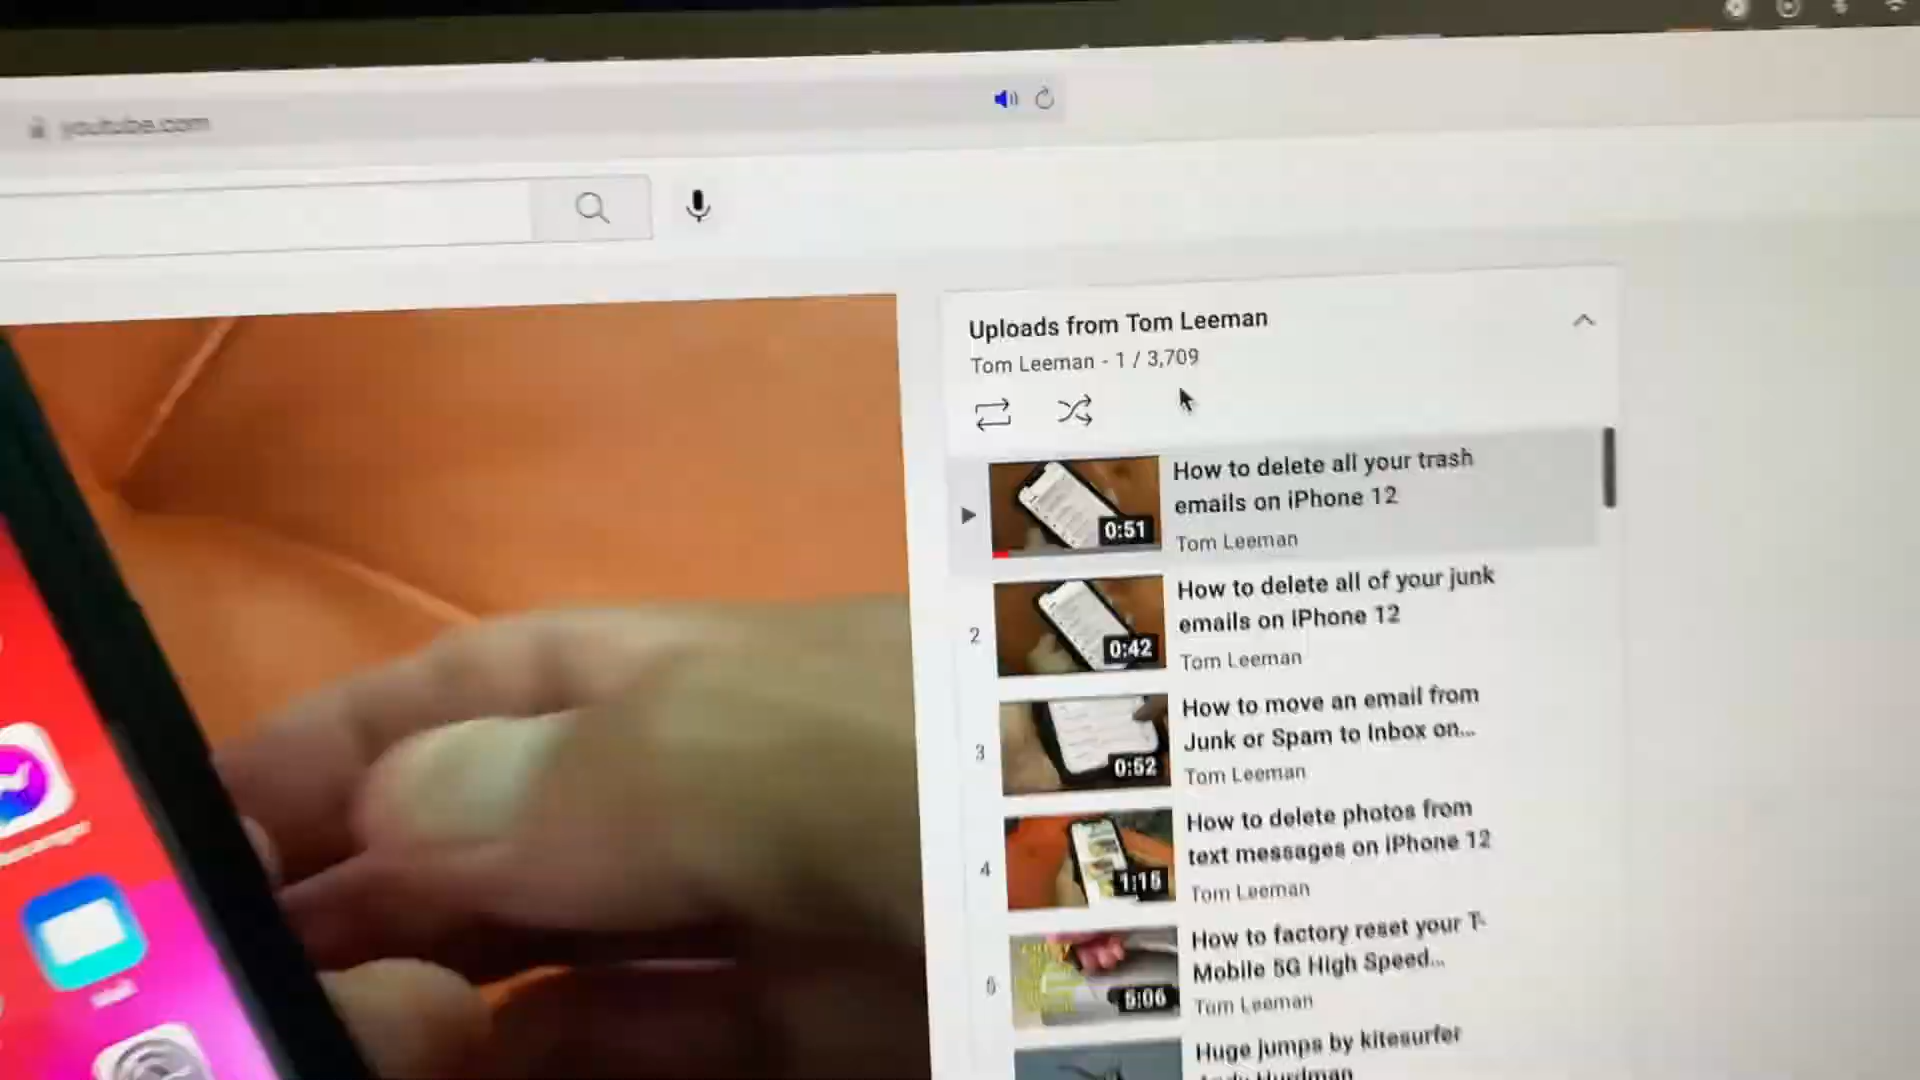 youtube.com
Uploads from Tom Leeman
Tom Leeman - 1 / 3,709
How to delete all your trash
emails on iPhone 12
0:51
Tom Leeman
2
How to delete all of your junk
emails on iPhone 12
0:42
Tom Leeman
3
How to move an email from
Junk or Spam to Inbox on...
0:52
Tom Leeman
4
How to delete photos from
text messages on iPhone 12
1:15
Tom Leeman
5
How to factory reset your T-
Mobile 5G High Speed...
5:06
Tom Leeman
Huge jumps by kitesurfer